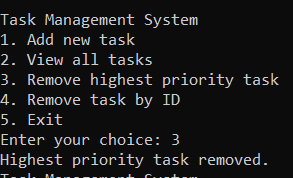 Task Management System
1. Add new task
2. View all tasks
3. Remove highest priority task
4. Remove task by ID
5. Exit
Enter your choice: 3
Highest priority task removed.
Task Management System